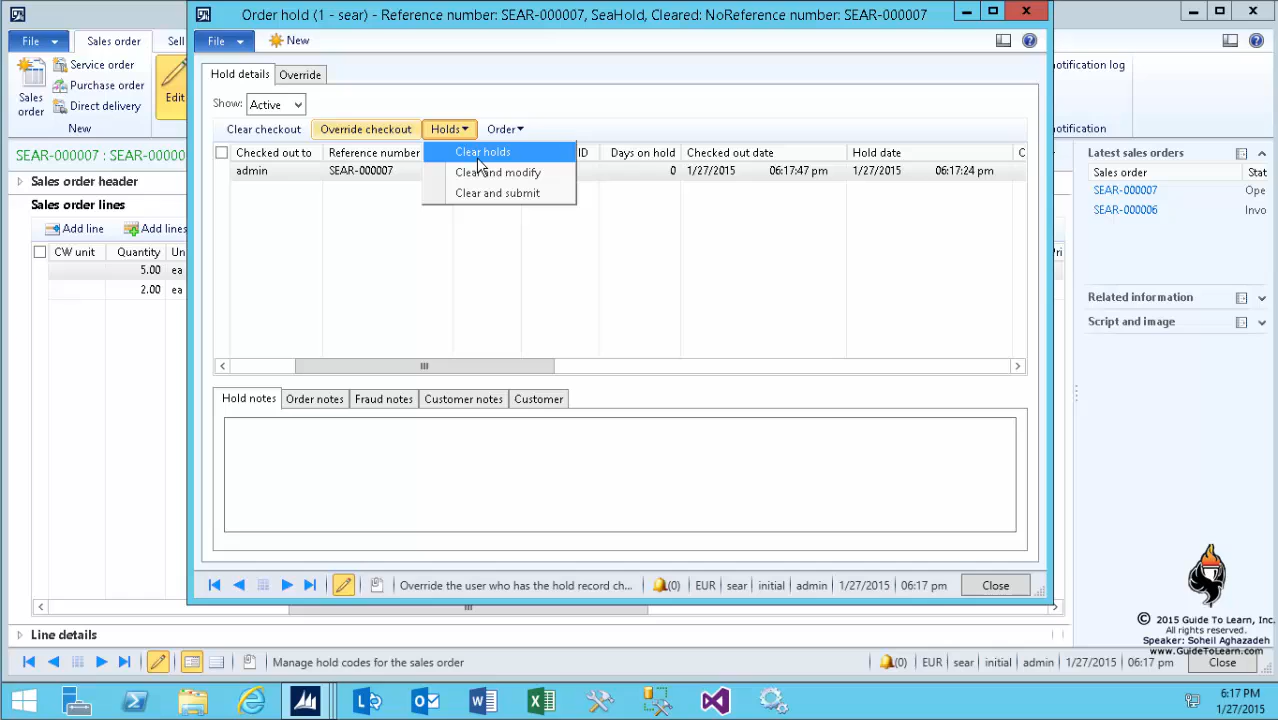 Order hold (1 - sear) - Reference number: SEAR-000007, SeaHold, Cleared: NoReference number: SEAR-000007
File
Sales order
Sell
File
New
notification log
Sales order
Service order
Purchase order
Direct delivery
New
Edit
notification
Hold details
Override
Show:
Active
Clear checkout
Override checkout
Holds
Order
Clear holds
Clear and modify
Clear and submit
Checked out to
Reference number
ID
Days on hold
Checked out date
Hold date
C
admin
SEAR-000007
0
1/27/2015
06:17:47 pm
1/27/2015
06:17:24 pm
SEAR-000007 : SEAR-00000
Sales order header
Sales order lines
Add line
Add lines
CW unit
Quantity
Un
5.00
ea
2.00
ea
Pri
Latest sales orders
Sales order
Stat
SEAR-000007
Ope
SEAR-000006
Invo
Related information
Script and image
Hold notes
Order notes
Fraud notes
Customer notes
Customer
Override the user who has the hold record ch...
(0)
EUR
sear
initial
admin
1/27/2015
06:17 pm
Close
Line details
© 2015 Guide To Learn, Inc.
All rights reserved.
Speaker: Soheil Aghazadeh
www.GuideToLearn.com
Manage hold codes for the sales order
(0)
EUR
sear
initial
admin
1/27/2015
06:17 pm
Close
6:17 PM
1/27/2015